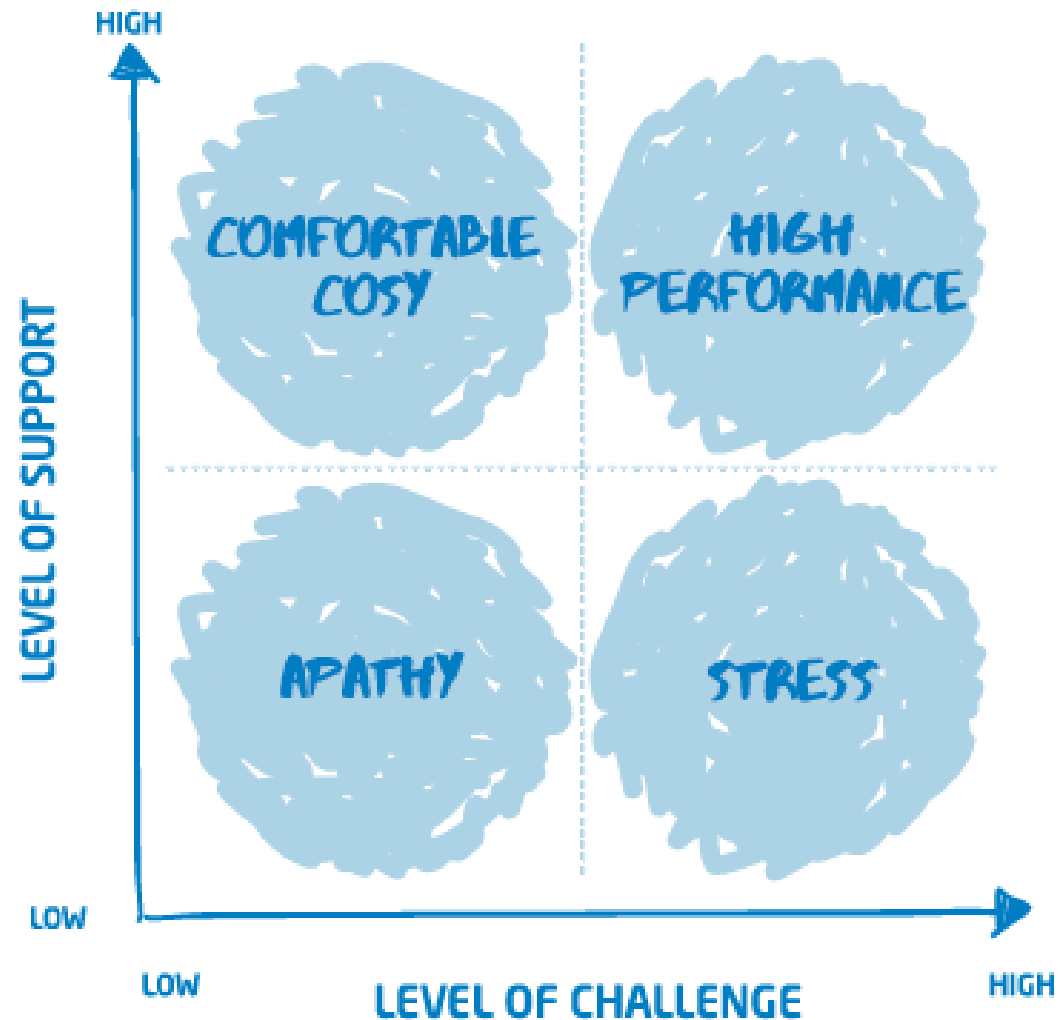 HIGH
LEVEL OF SUPPORT
COMFORTABLE
COSY
HIGH
PERFORMANCE
APATHY
STRESS
LOW
LOW
LEVEL OF CHALLENGE
HIGH